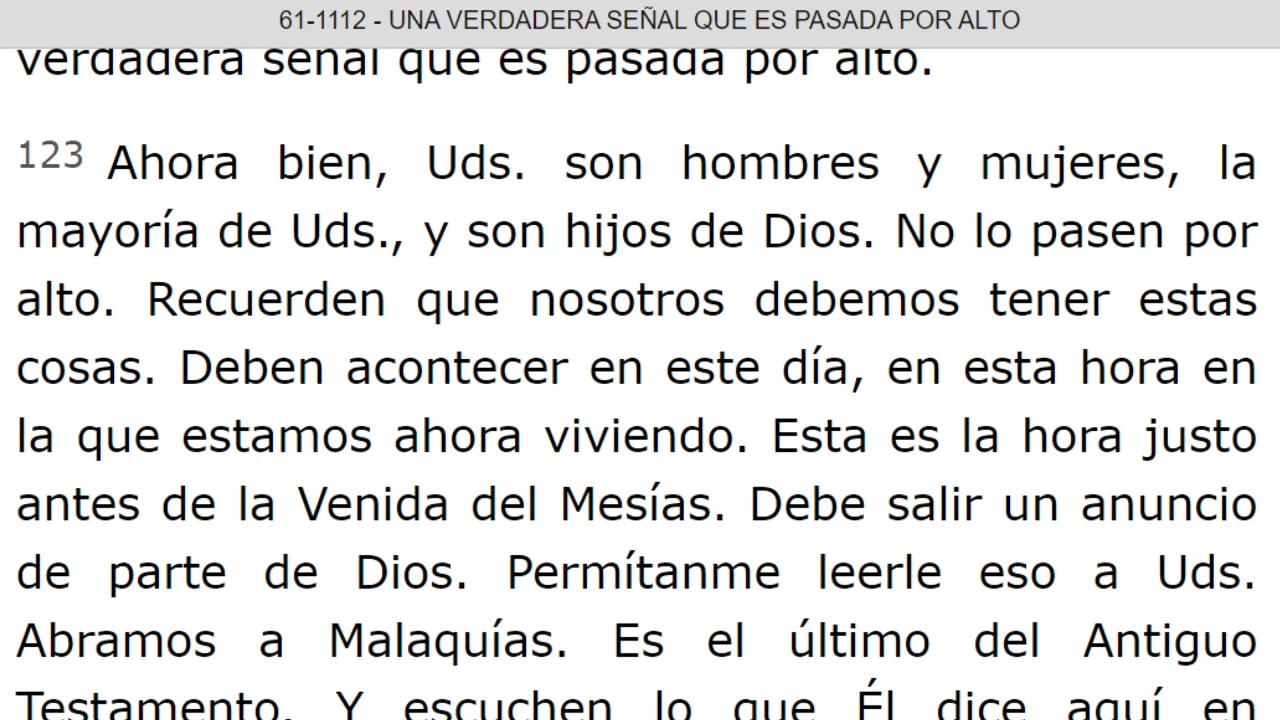 61-1112 - UNA VERDADERA SEÑAL QUE ES PASADA POR ALTO
verdadera señal que es pasada por alto.
123 Ahora bien, Uds. son hombres y mujeres, la
mayoría de Uds., y son hijos de Dios. No lo pasen por
alto. Recuerden que nosotros debemos tener estas
cosas. Deben acontecer en este día, en esta hora en
la que estamos ahora viviendo. Esta es la hora justo
antes de la Venida del Mesías. Debe salir un anuncio
de parte de Dios. Permítanme leerle eso a Uds.
Abramos a Malaquías. Es el último del Antiguo
Testamento. Y escuchen lo que Él dice aquí en